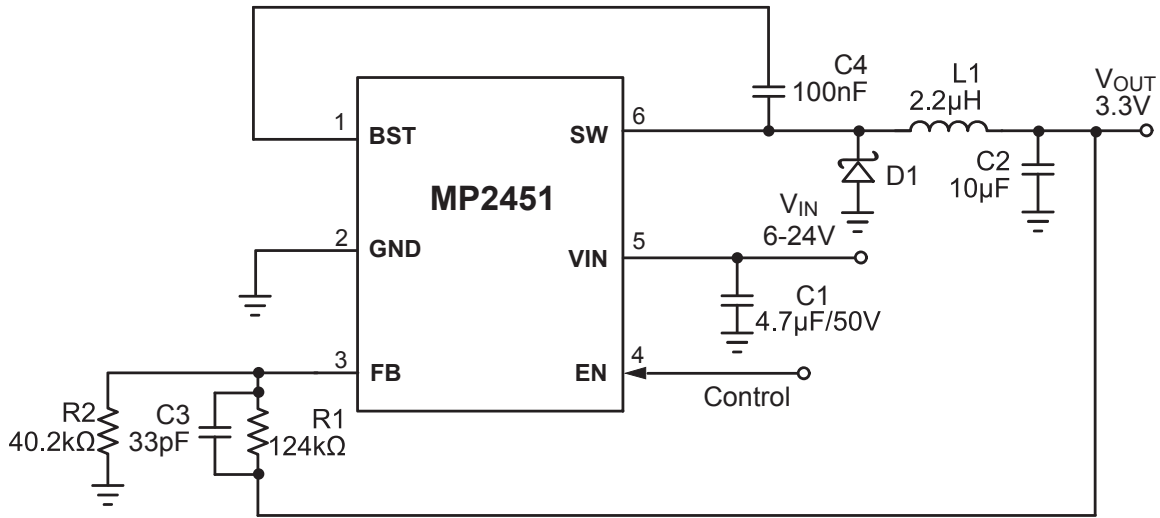 C4
100nF
L1
2.2µH
VOUT
3.3V
1
BST
SW
6
MP2451
D1
C2
10µF
VIN
6-24V
2
GND
VIN
5
C1
4.7µF/50V
3
FB
EN
4
Control
R2
40.2kΩ
C3
33pF
R1
124kΩ